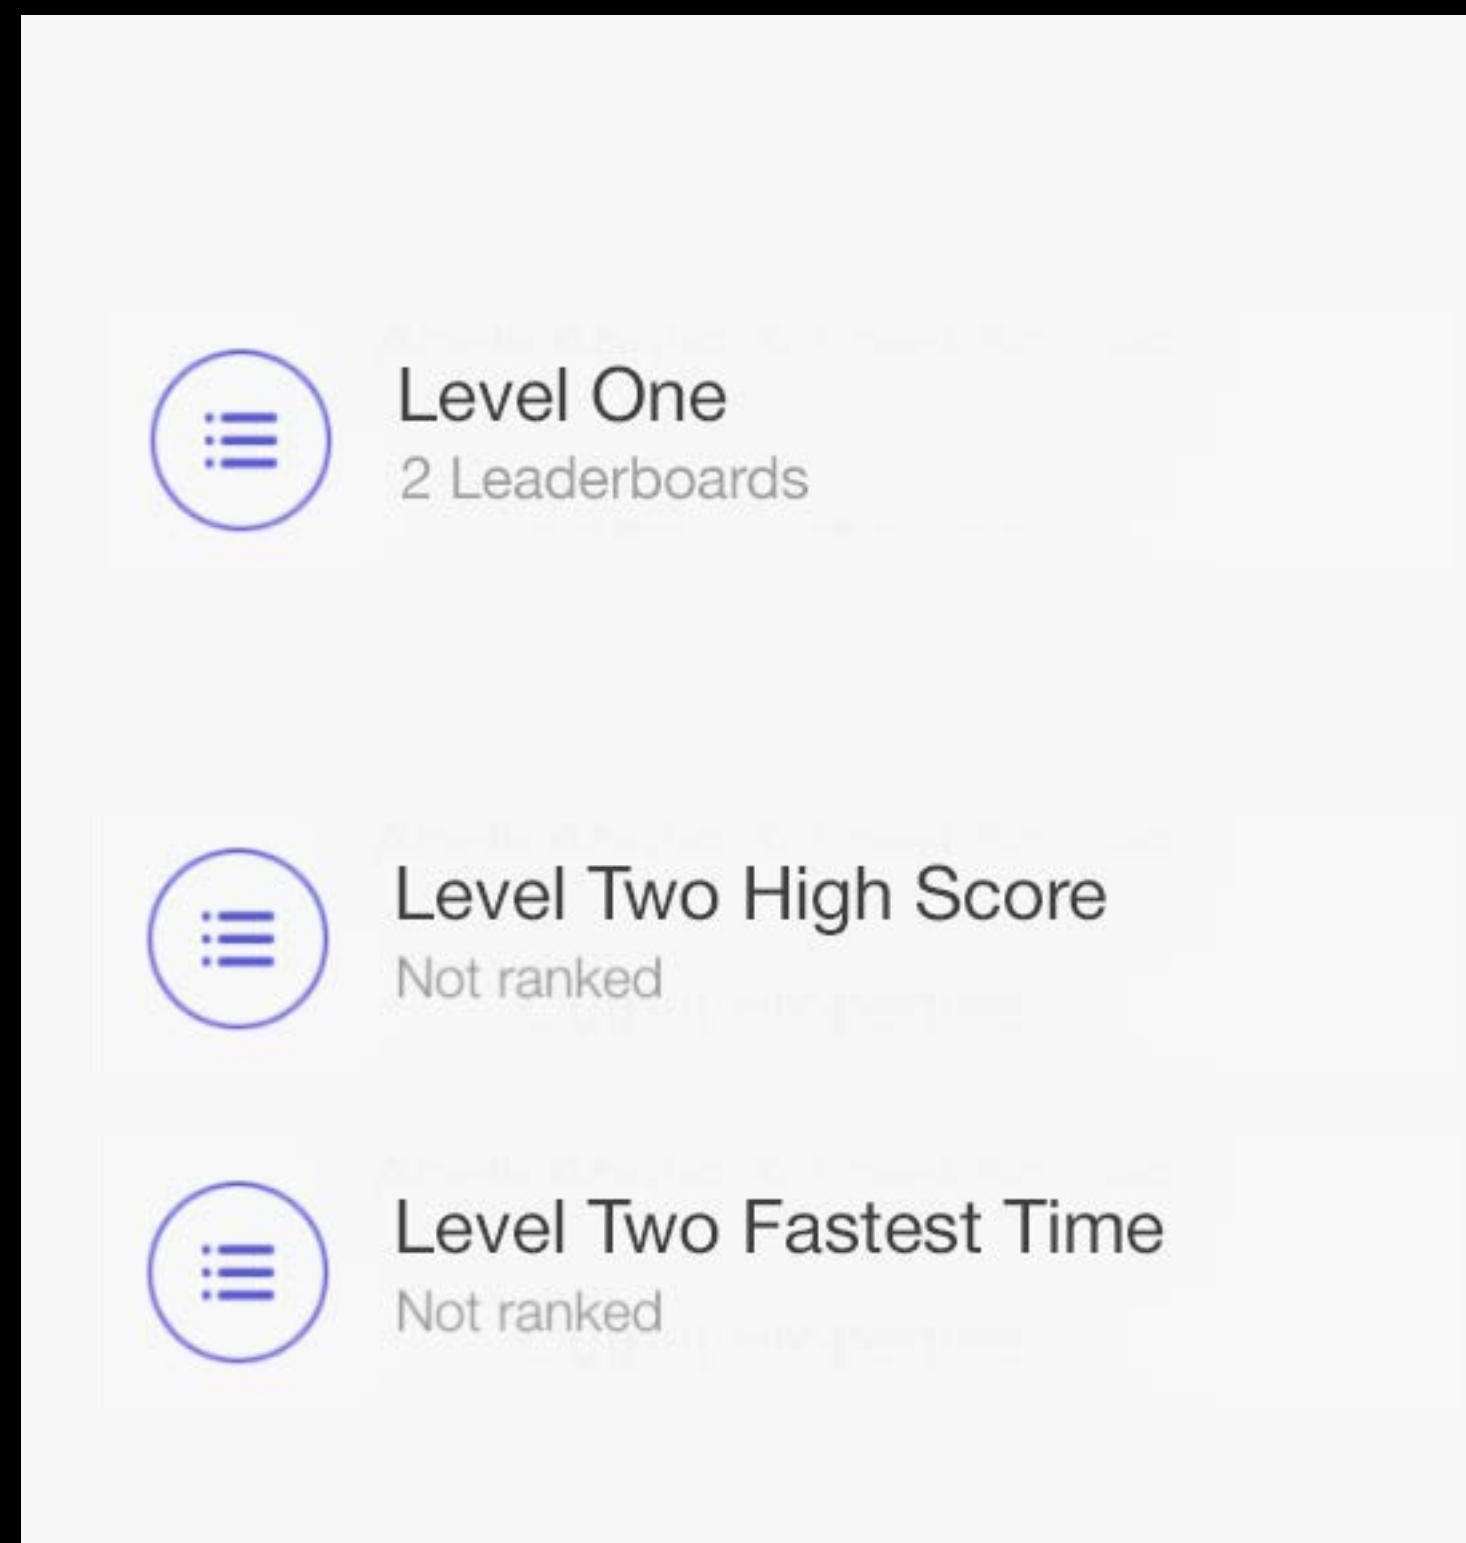 Level One
2 Leaderboards
Level Two High Score
Not ranked
Level Two Fastest Time
Not ranked